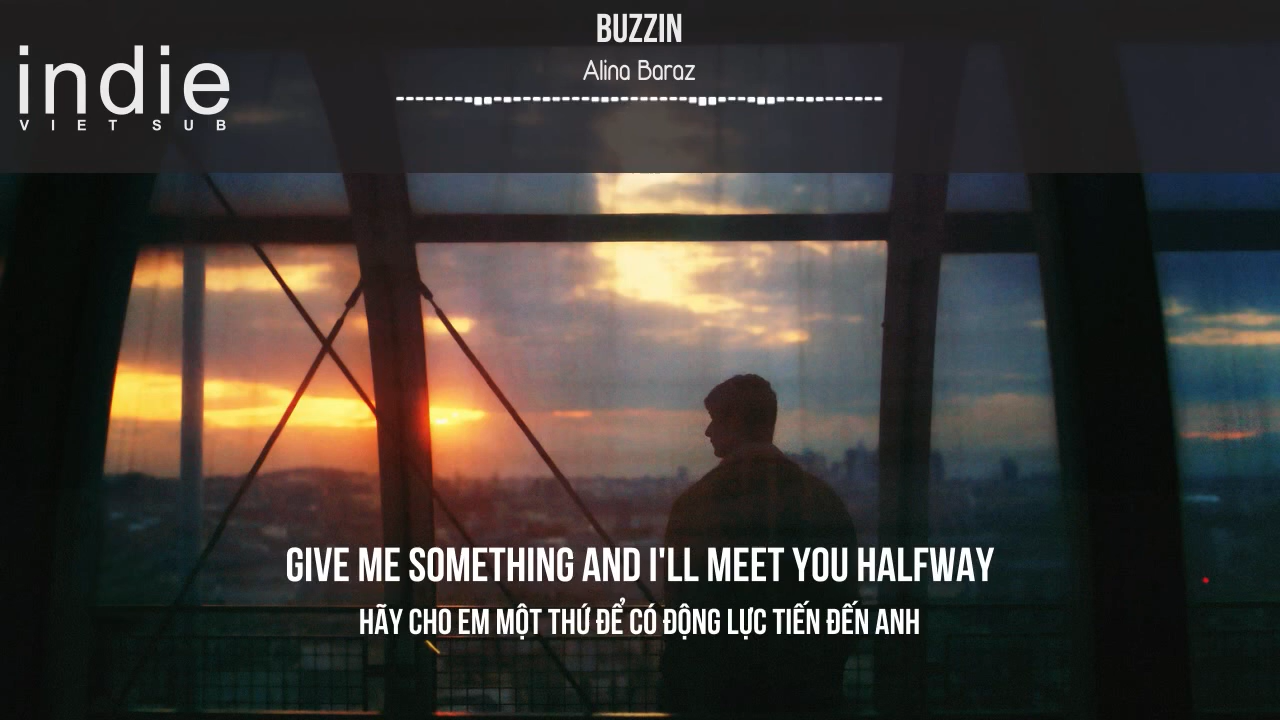 BUZZIN
Alina Baraz
indie
VIET SUB
GIVE ME SOMETHING AND I'LL MEET YOU HALFWAY
HÃY CHO EM MỘT THỨ ĐỂ CÓ ĐỘNG LỰC TIẾN ĐẾN ANH